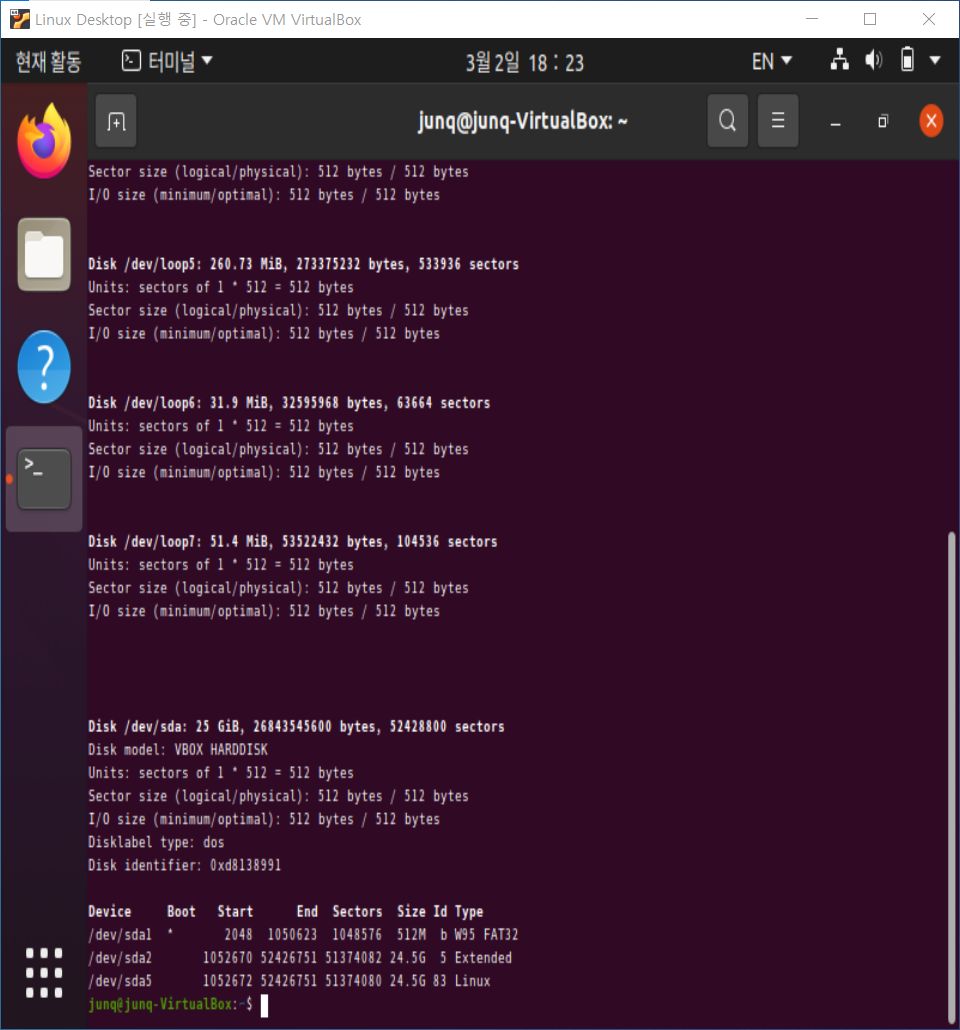 Linux Desktop [실행 중] - Oracle VM VirtualBox
현재 활동 터미널 3월 2일 18 : 23 EN
junq@junq-VirtualBox: ~
Sector size (logical/physical): 512 bytes / 512 bytes
I/O size (minimum/optimal): 512 bytes / 512 bytes
Disk /dev/loop5: 260.73 MiB, 273375232 bytes, 533936 sectors
Units: sectors of 1 * 512 = 512 bytes
Sector size (logical/physical): 512 bytes / 512 bytes
I/O size (minimum/optimal): 512 bytes / 512 bytes
Disk /dev/loop6: 31.9 MiB, 32595968 bytes, 63664 sectors
Units: sectors of 1 * 512 = 512 bytes
Sector size (logical/physical): 512 bytes / 512 bytes
I/O size (minimum/optimal): 512 bytes / 512 bytes
Disk /dev/loop7: 51.4 MiB, 53522432 bytes, 104536 sectors
Units: sectors of 1 * 512 = 512 bytes
Sector size (logical/physical): 512 bytes / 512 bytes
I/O size (minimum/optimal): 512 bytes / 512 bytes
Disk /dev/sda: 25 GiB, 26843545600 bytes, 52428800 sectors
Disk model: VBOX HARDDISK
Units: sectors of 1 * 512 = 512 bytes
Sector size (logical/physical): 512 bytes / 512 bytes
I/O size (minimum/optimal): 512 bytes / 512 bytes
Disklabel type: dos
Disk identifier: 0xd8138991
Device     Boot   Start      End  Sectors  Size Id Type
/dev/sda1  *       2048  1050623  1048576  512M  b W95 FAT32
/dev/sda2       1052670 52426751 51374082 24.5G  5 Extended
/dev/sda5       1052672 52426751 51374080 24.5G 83 Linux
junq@junq-VirtualBox:~$